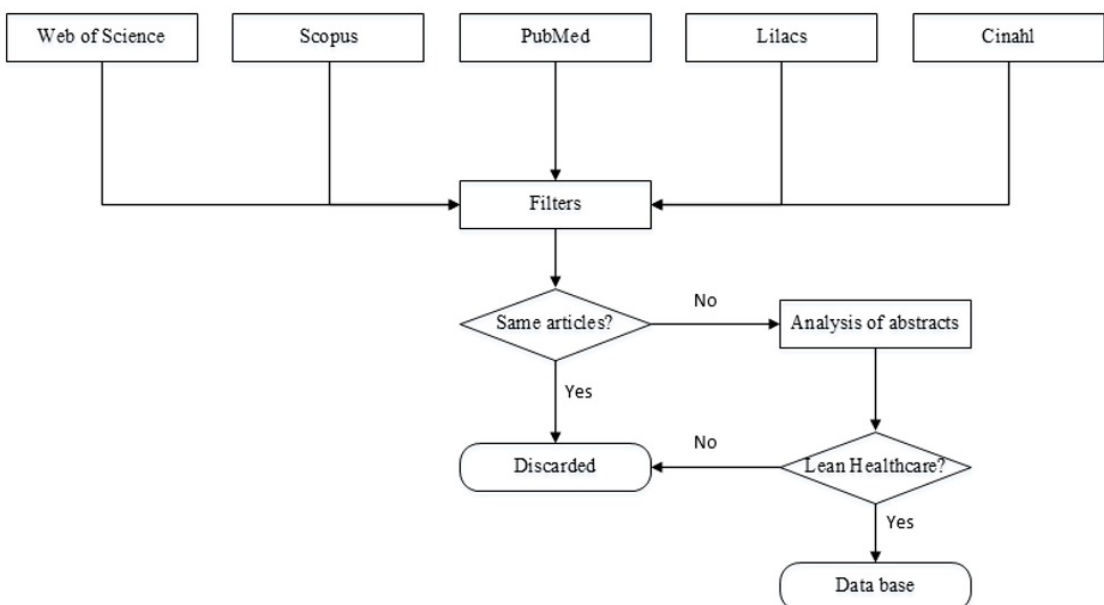 Web of Science
Scopus
PubMed
Lilacs
Cinahl
Filters
Same articles?
No
Analysis of abstracts
Yes
Discarded
No
Lean Healthcare?
Yes
Data base